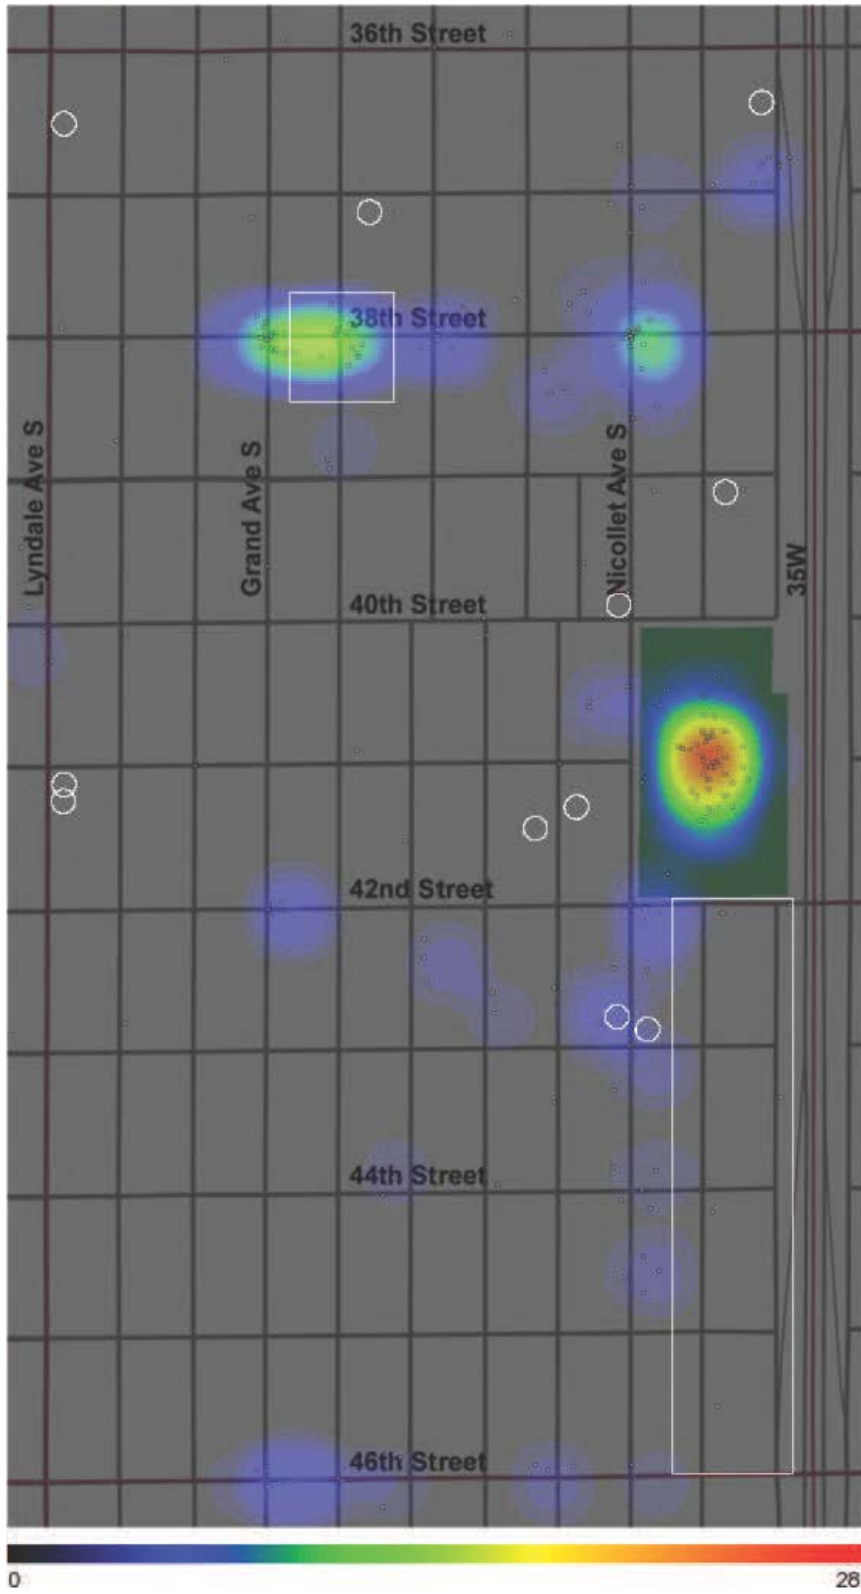 36th Street
38th Street
Lyndale Ave S
Grand Ave S
Nicollet Ave S
35W
40th Street
42nd Street
44th Street
46th Street
0
28